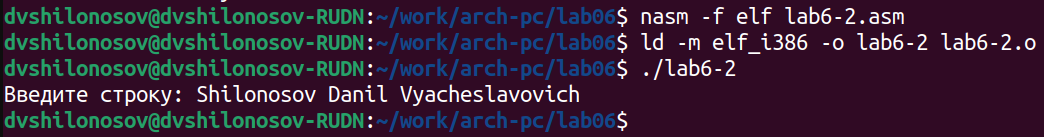 dvshilonosov@dvshilonosov-RUDN:~/work/arch-pc/lab06$ nasm -f elf lab6-2.asm
dvshilonosov@dvshilonosov-RUDN:~/work/arch-pc/lab06$ ld -m elf_i386 -o lab6-2 lab6-2.o
dvshilonosov@dvshilonosov-RUDN:~/work/arch-pc/lab06$ ./lab6-2
Введите строку: Shilonosov Danil Vyacheslavovich
dvshilonosov@dvshilonosov-RUDN:~/work/arch-pc/lab06$